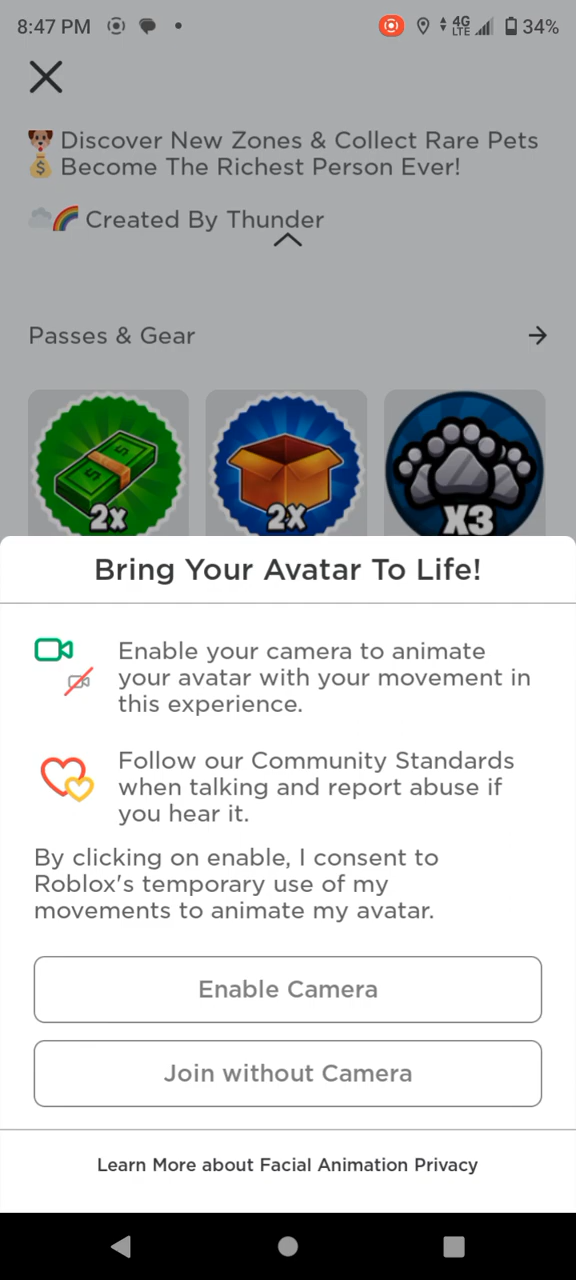 8:47 PM
4G
LTE
34%
Discover New Zones & Collect Rare Pets
Become The Richest Person Ever!
Created By Thunder
Passes & Gear
2x
2X
X3
Bring Your Avatar To Life!
Enable your camera to animate
your avatar with your movement in
this experience.
Follow our Community Standards
when talking and report abuse if
you hear it.
By clicking on enable, I consent to
Roblox's temporary use of my
movements to animate my avatar.
Enable Camera
Join without Camera
Learn More about Facial Animation Privacy